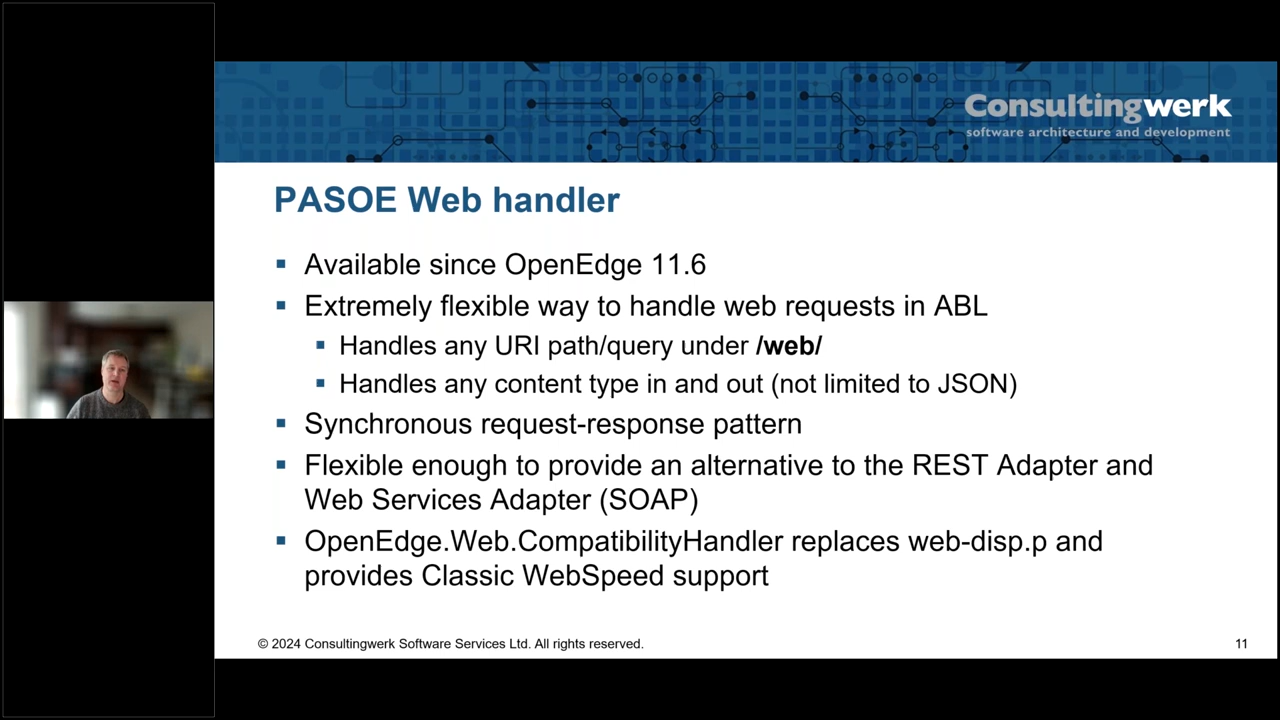 Consultingwerk
software architecture and development
PASOE Web handler
▪ Available since OpenEdge 11.6
▪ Extremely flexible way to handle web requests in ABL
▪ Handles any URI path/query under /web/
▪ Handles any content type in and out (not limited to JSON)
▪ Synchronous request-response pattern
▪ Flexible enough to provide an alternative to the REST Adapter and
Web Services Adapter (SOAP)
▪ OpenEdge.Web.CompatibilityHandler replaces web-disp.p and
provides Classic WebSpeed support
© 2024 Consultingwerk Software Services Ltd. All rights reserved.
11